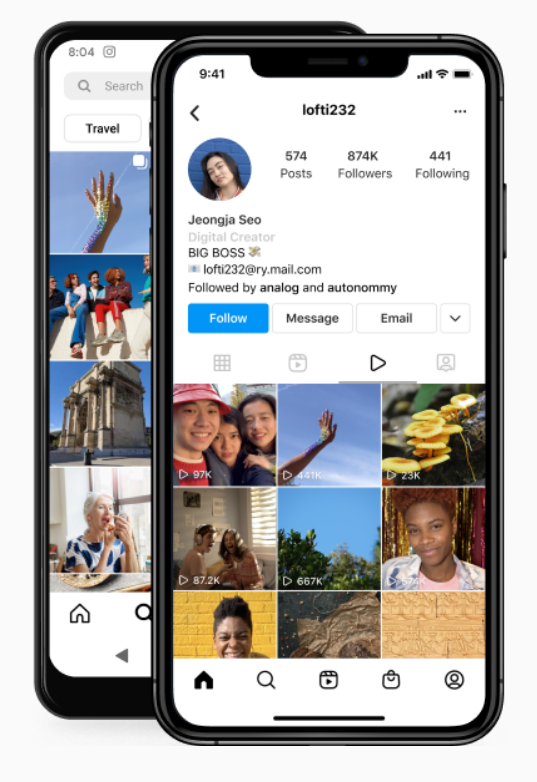 8:04
Search
Travel
9:41
lofti232
574
Posts
874K
Followers
441
Following
Jeongja Seo
Digital Creator
BIG BOSS
lofti232@ry.mail.com
Followed by analog and autonommy
Follow
Message
Email
97K
441K
23K
87.2K
667K